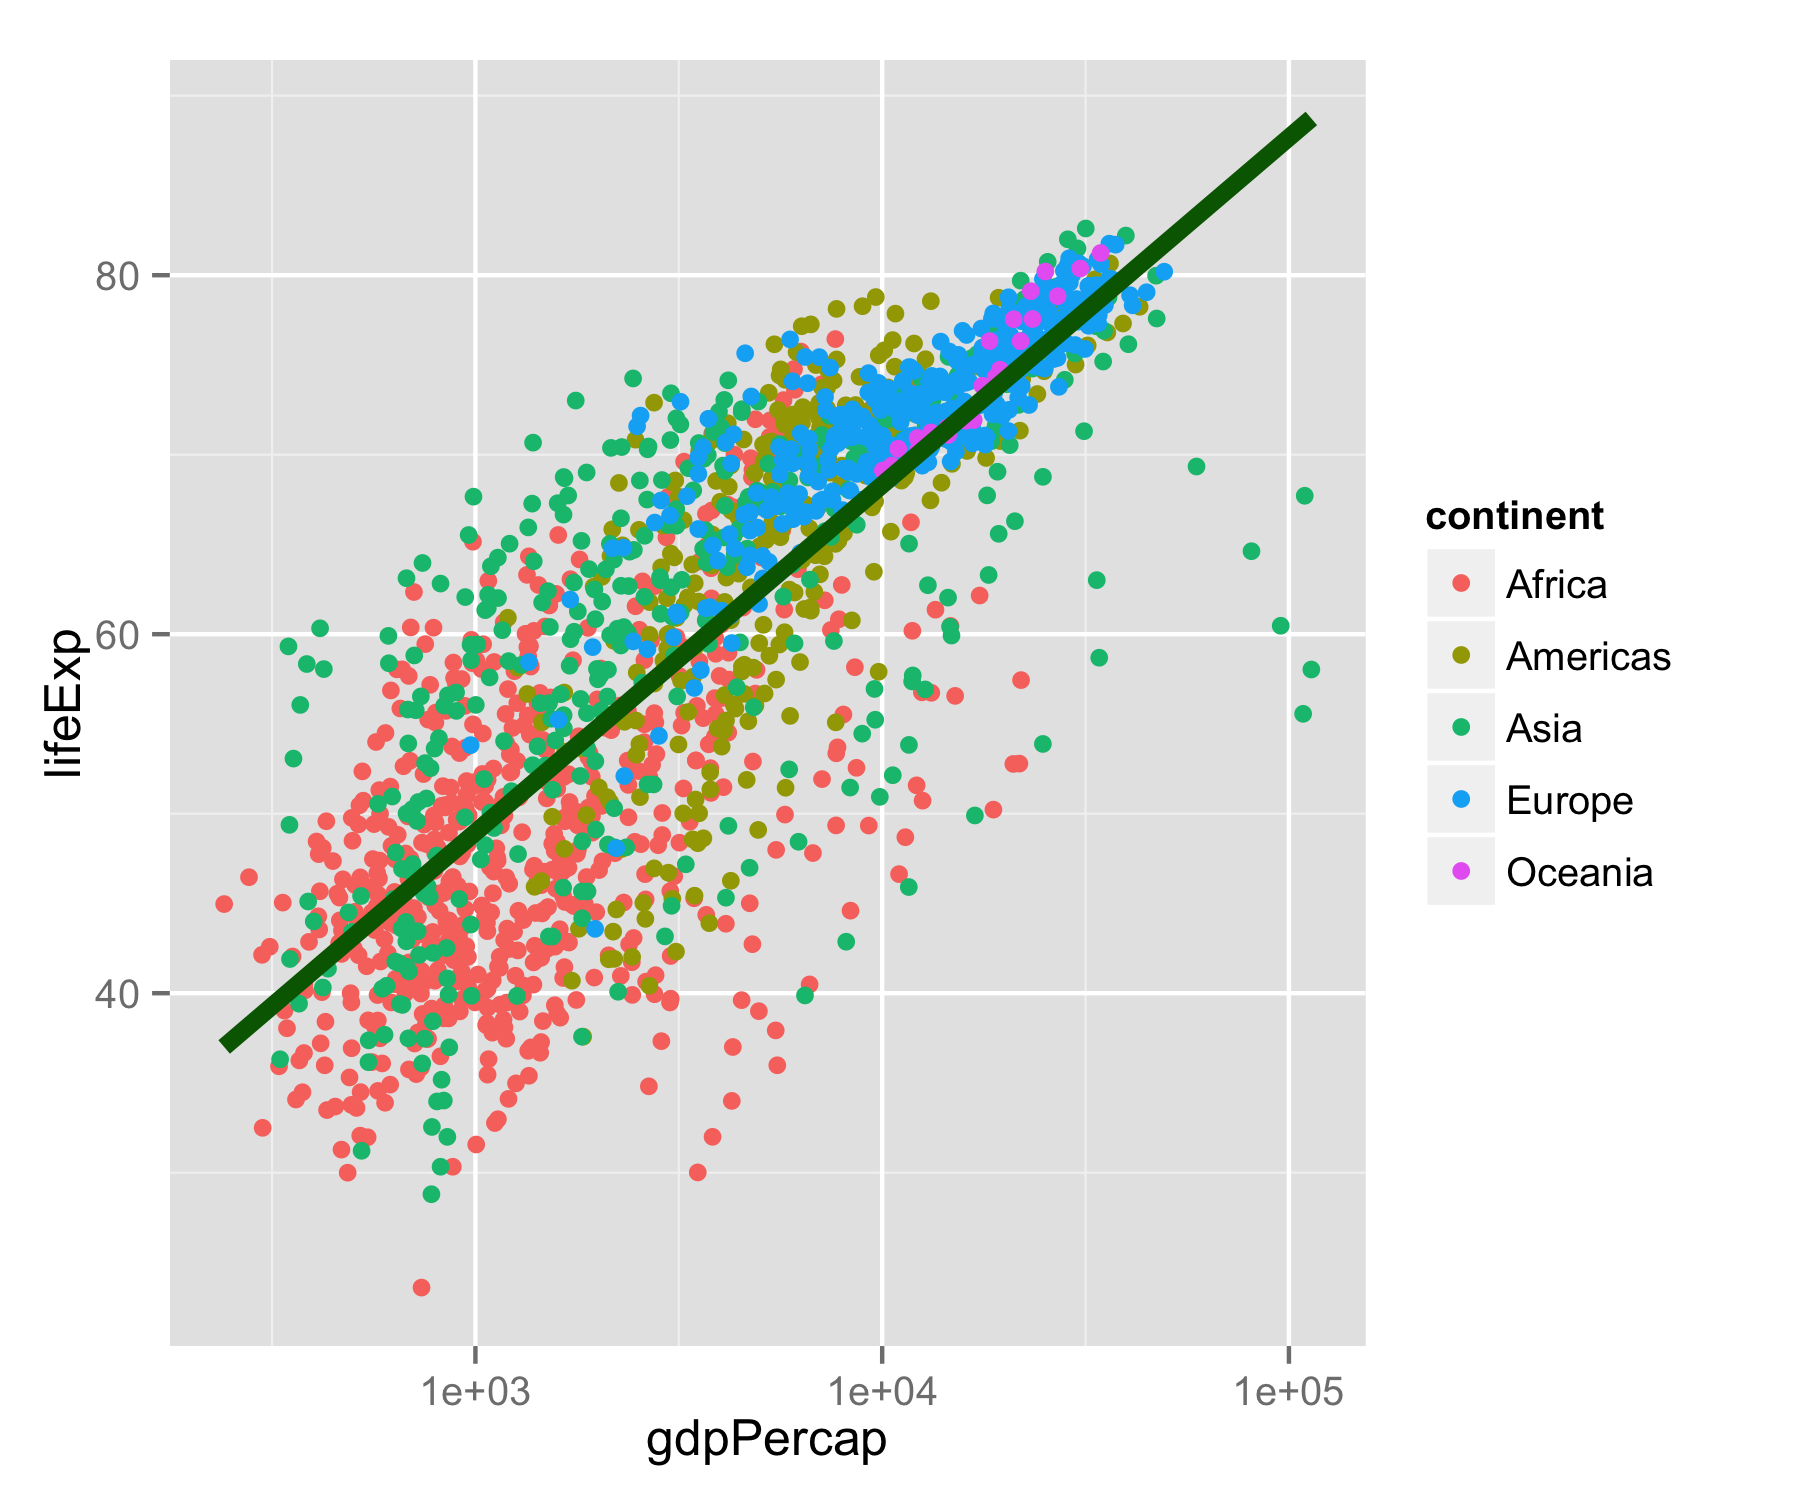 80
60
40
lifeExp
1e+03
1e+04
1e+05
gdpPercap
continent
Africa
Americas
Asia
Europe
Oceania